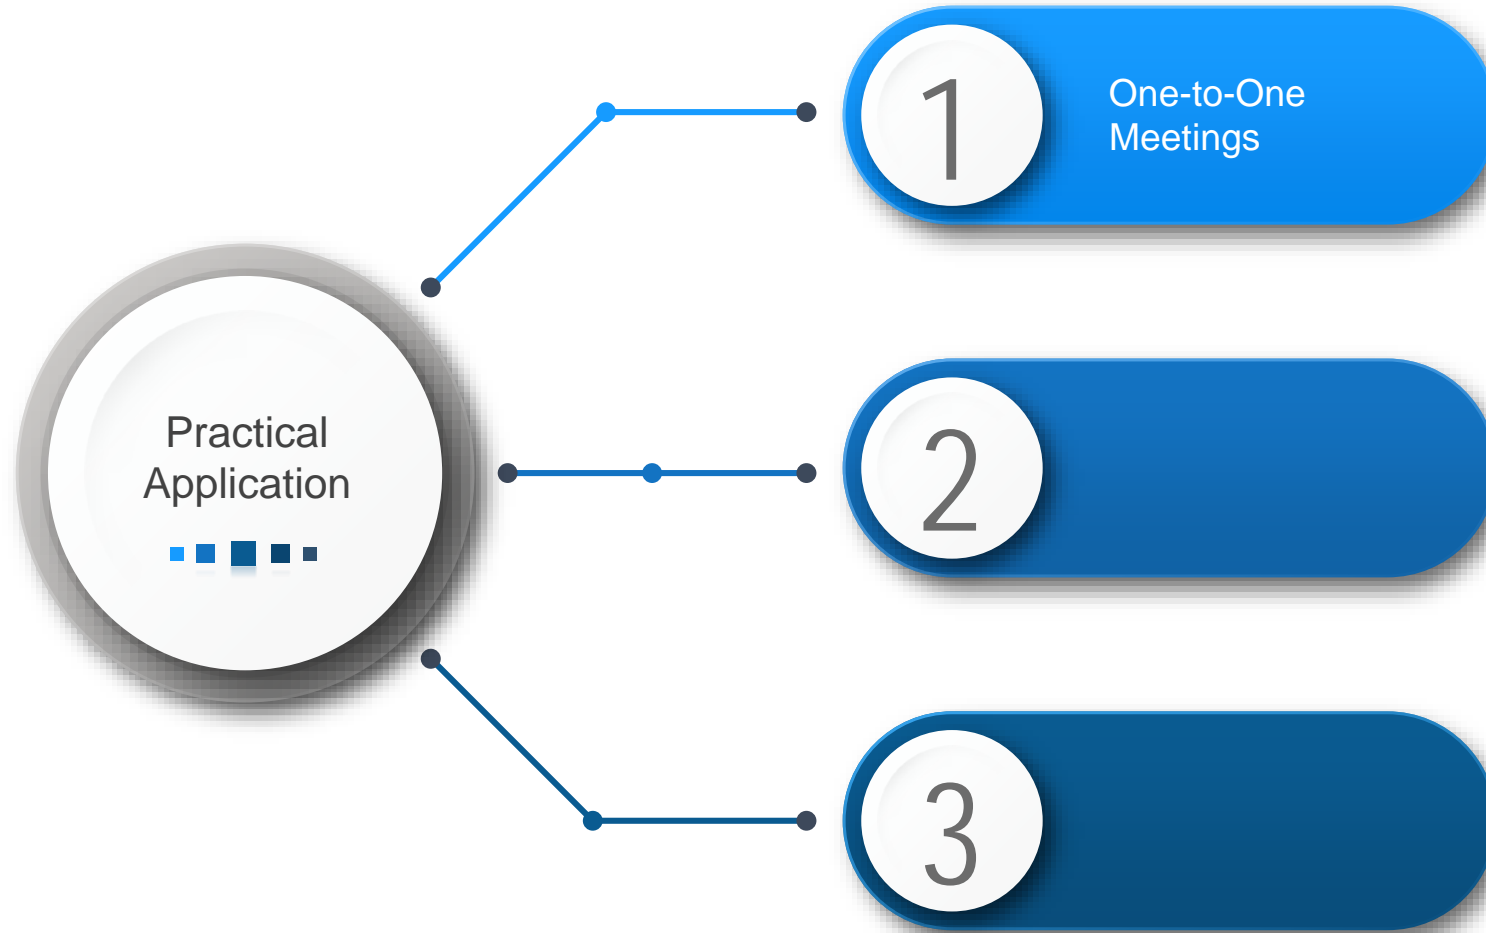 1
One-to-One
Meetings
Practical
Application
2
3